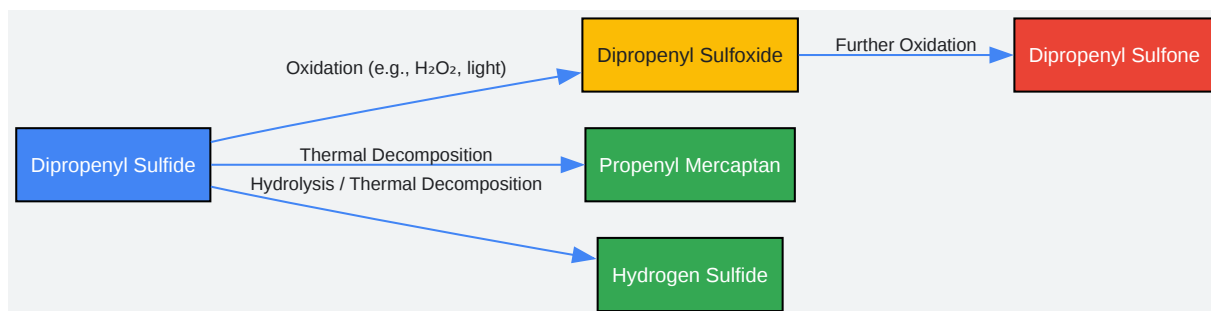 Dipropenyl Sulfoxide
Further Oxidation
Dipropenyl Sulfone
Oxidation (e.g., H₂O₂, light)
Dipropenyl Sulfide
Thermal Decomposition
Propenyl Mercaptan
Hydrolysis / Thermal Decomposition
Hydrogen Sulfide